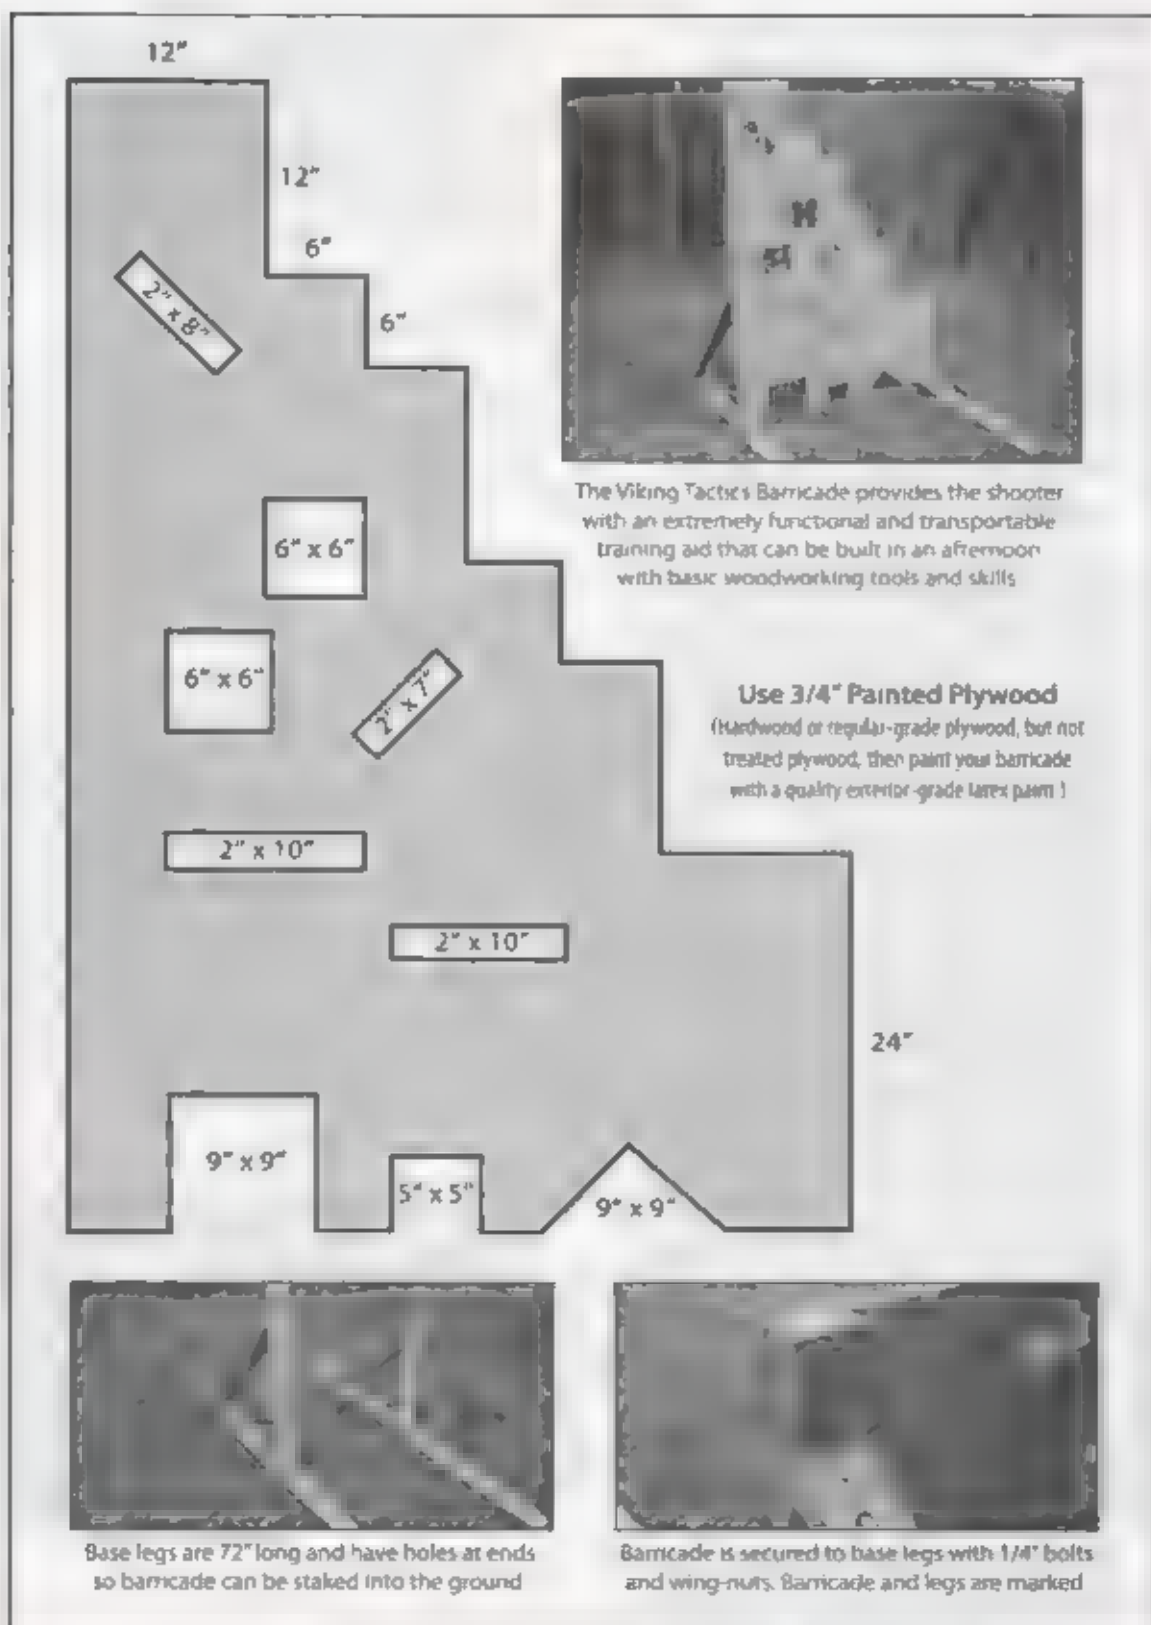 12"
12"
6"
6"
2" x 8"
The Viking Tactics Barricade provides the shooter
with an extremely functional and transportable
training aid that can be built in an afternoon
with basic woodworking tools and skills
6" x 6"
6" x 6"
2" x 7"
Use 3/4" Painted Plywood
(Hardwood or regular-grade plywood, but not
treated plywood, then paint your barricade
with a quality exterior-grade latex paint )
2" x 10"
2" x 10"
24"
9" x 9"
5" x 5"
9" x 9"
Base legs are 72" long and have holes at ends
so barricade can be staked into the ground
Barricade is secured to base legs with 1/4" bolts
and wing-nuts. Barricade and legs are marked